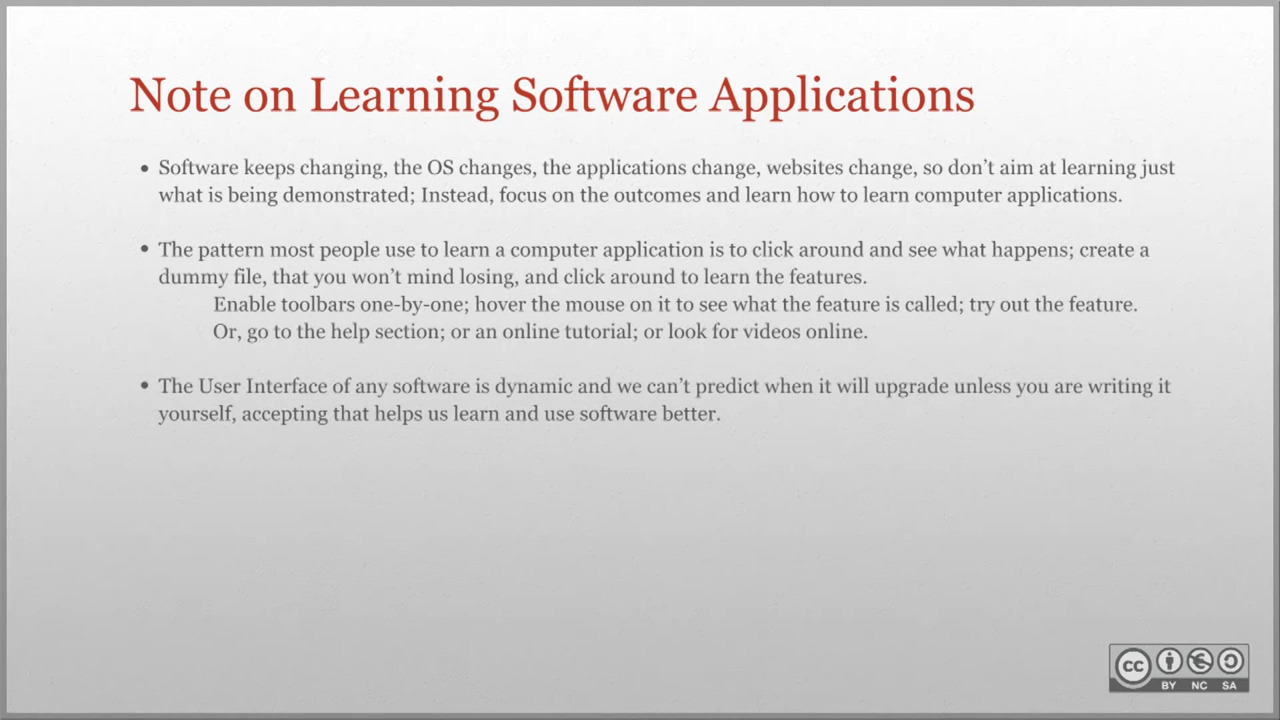 Note on Learning Software Applications
• Software keeps changing, the OS changes, the applications change, websites change, so don’t aim at learning just
what is being demonstrated; Instead, focus on the outcomes and learn how to learn computer applications.
• The pattern most people use to learn a computer application is to click around and see what happens; create a
dummy file, that you won’t mind losing, and click around to learn the features.
Enable toolbars one-by-one; hover the mouse on it to see what the feature is called; try out the feature.
Or, go to the help section; or an online tutorial; or look for videos online.
• The User Interface of any software is dynamic and we can’t predict when it will upgrade unless you are writing it
yourself, accepting that helps us learn and use software better.
cc
BY NC SA